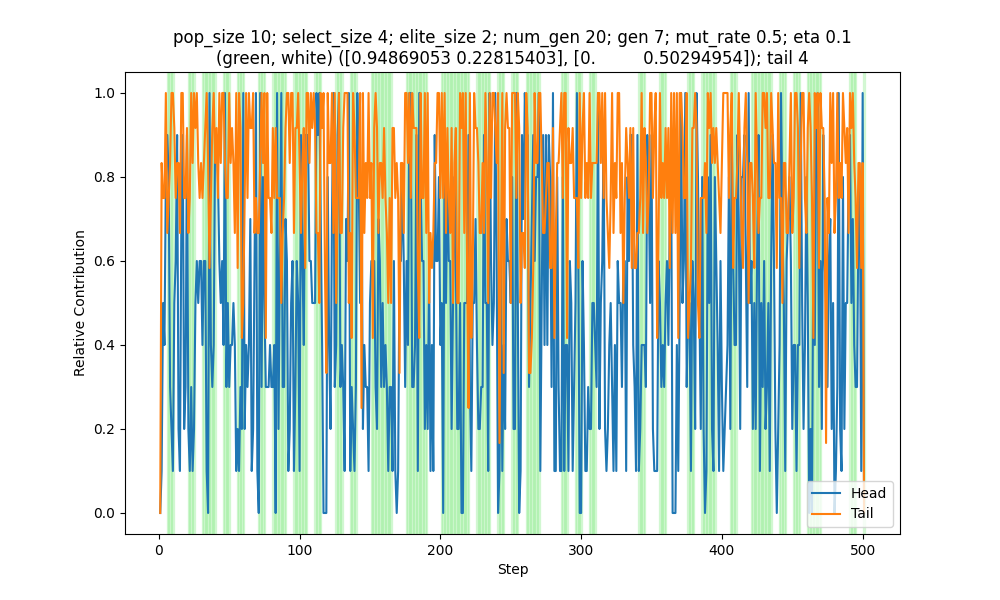 pop_size 10; select_size 4; elite_size 2; num_gen 20; gen 7; mut_rate 0.5; eta 0.1
(green, white) ([0.94869053 0.22815403], [0. 0.50294954]); tail 4
1.0
0.8
0.6
0.4
0.2
0.0
Relative Contribution
Head
Tail
0 100 200 300 400 500
Step